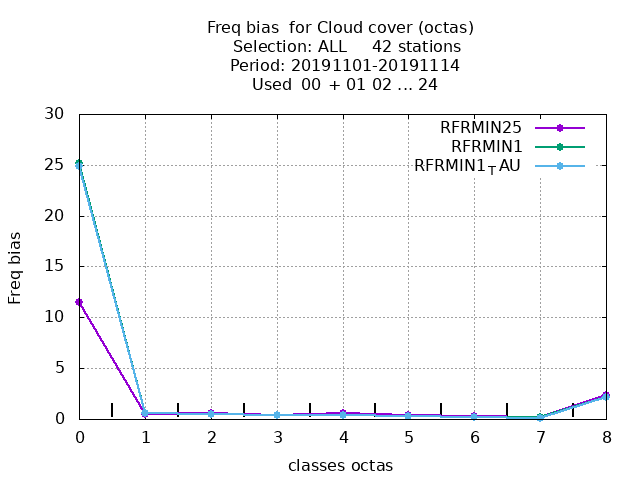 Freq bias  for Cloud cover (octas)
Selection: ALL     42 stations
Period: 20191101-20191114
Used  00 + 01 02 ... 24
RFRMIN25
RFRMIN1
RFRMIN1TAU
30
25
20
15
10
5
0
Freq bias
0 1 2 3 4 5 6 7 8
classes octas